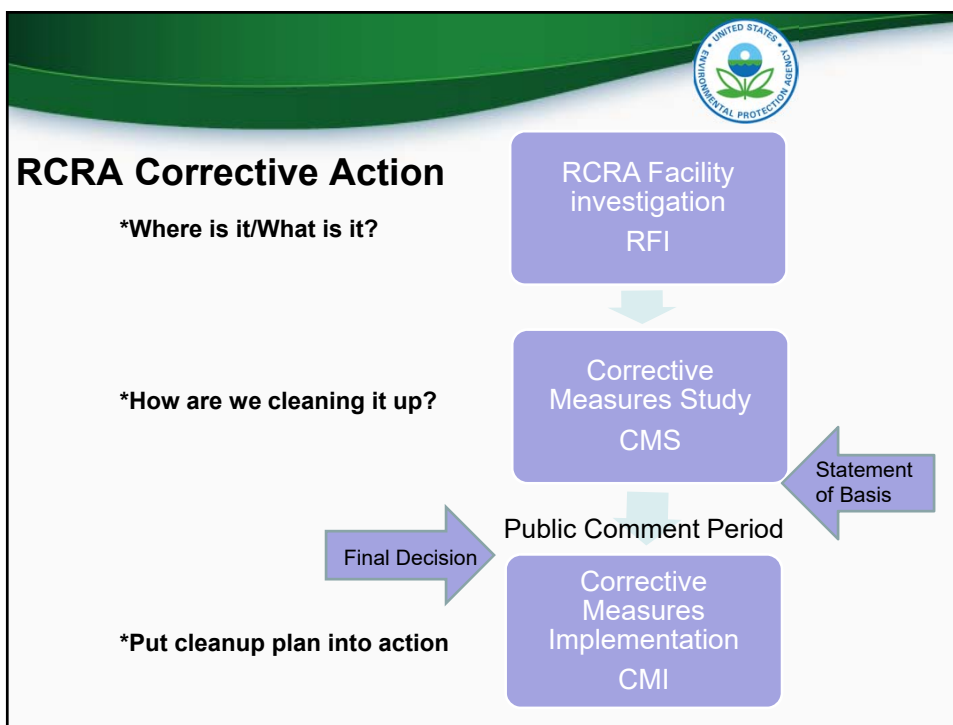 UNITED STATES
ENVIRONMENTAL PROTECTION AGENCY
RCRA Corrective Action
RCRA Facility
investigation
RFI
*Where is it/What is it?
Corrective
Measures Study
CMS
*How are we cleaning it up?
Statement
of Basis
Public Comment Period
Final Decision
Corrective
Measures
Implementation
CMI
*Put cleanup plan into action